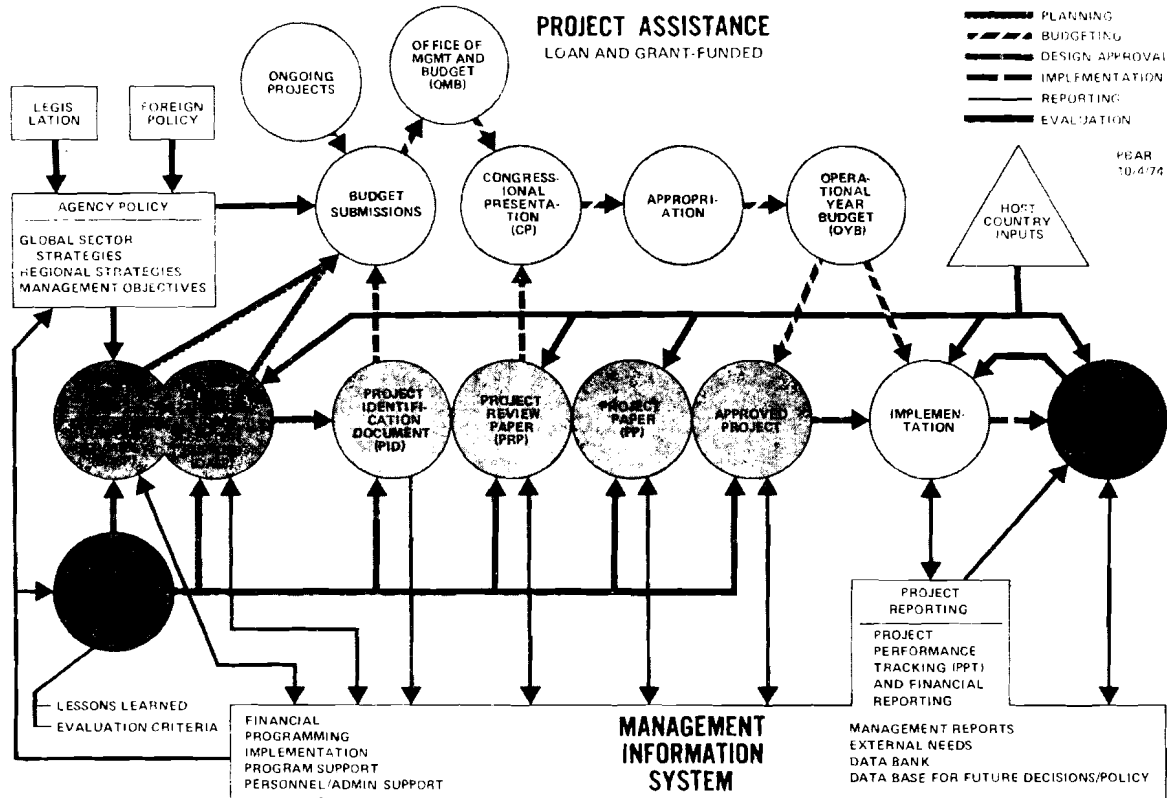 PROJECT ASSISTANCE
LOAN AND GRANT-FUNDED
PLANNING
BUDGETING
DESIGN APPROVAL
IMPLEMENTATION
REPORTING
EVALUATION
PBAR
10/4/74
LEGIS
LATION
FOREIGN
POLICY
ONGOING
PROJECTS
OFFICE OF
MGMT AND
BUDGET
(OMB)
AGENCY POLICY
GLOBAL SECTOR
STRATEGIES
REGIONAL STRATEGIES
MANAGEMENT OBJECTIVES
BUDGET
SUBMISSIONS
CONGRESS-
IONAL
PRESENTA-
TION
(CP)
APPROPRI-
ATION
OPERA-
TIONAL
YEAR
BUDGET
(OYB)
HOST
COUNTRY
INPUTS
PROJECT
IDENTIFI-
CATION
DOCUMENT
(PID)
PROJECT
REVIEW
PAPER
(PRP)
PROJECT
PAPER
(PP)
APPROVED
PROJECT
IMPLEMEN-
TATION
LESSONS LEARNED
EVALUATION CRITERIA
PROJECT
REPORTING
PROJECT
PERFORMANCE
TRACKING (PPT)
AND FINANCIAL
REPORTING
FINANCIAL
PROGRAMMING
IMPLEMENTATION
PROGRAM SUPPORT
PERSONNEL/ADMIN SUPPORT
MANAGEMENT
INFORMATION
SYSTEM
MANAGEMENT REPORTS
EXTERNAL NEEDS
DATA BANK
DATA BASE FOR FUTURE DECISIONS/POLICY